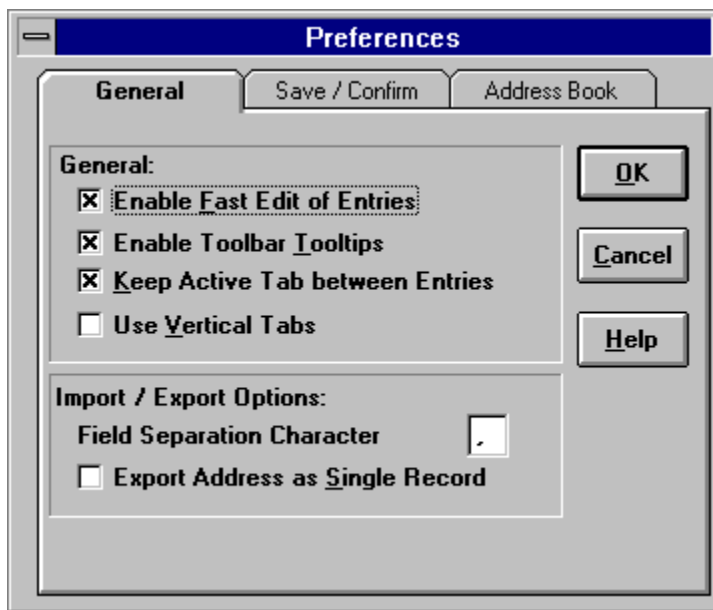 Preferences
General
Save / Confirm
Address Book
General:
Enable Fast Edit of Entries
Enable Toolbar Tooltips
Keep Active Tab between Entries
Use Vertical Tabs
Import / Export Options:
Field Separation Character ,
Export Address as Single Record
OK
Cancel
Help